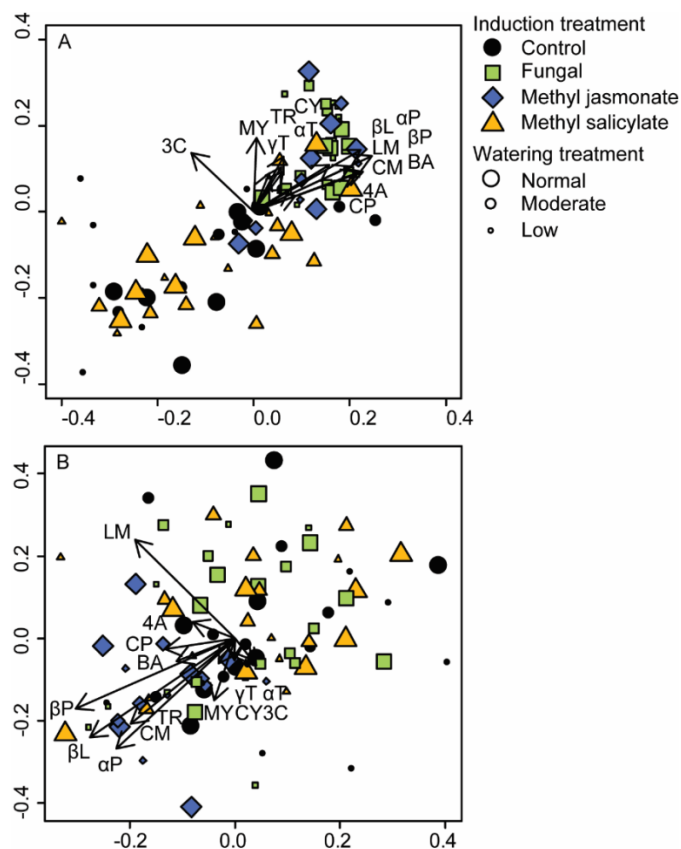 A
0.4
0.2
0.0
-0.2
-0.4
-0.4
-0.2
0.0
0.2
0.4
3C
MY
TR
CY
γT
αT
βL
αP
LM
βP
CM
BA
4A
CP
Induction treatment
Control
Fungal
Methyl jasmonate
Methyl salicylate
Watering treatment
Normal
Moderate
Low
B
0.4
0.2
0.0
-0.2
-0.4
-0.2
0.0
0.2
0.4
LM
4A
CP
BA
βP
TR
MYCY3C
γT αT
βL
CM
αP